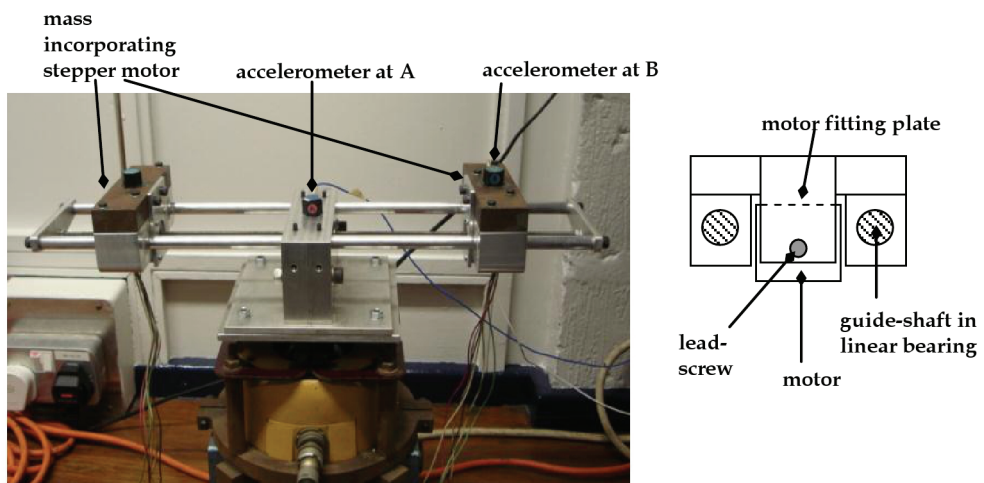 mass
incorporating
stepper motor
accelerometer at A
accelerometer at B
motor fitting plate
lead-
screw
motor
guide-shaft in
linear bearing